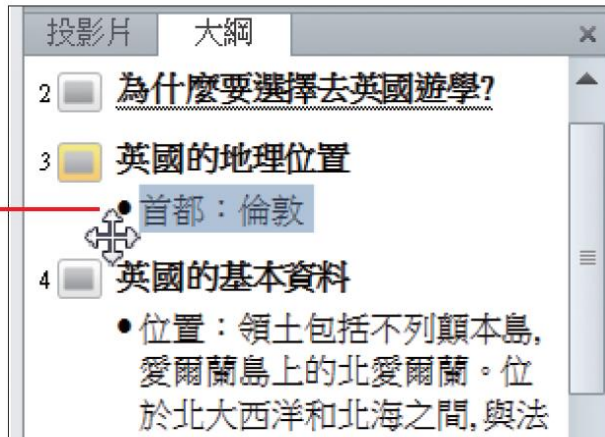 投影片 大綱
2 為什麼要選擇去英國遊學?
3 英國的地理位置
•首都：倫敦
4 英國的基本資料
•位置：領土包括不列顛本島,
愛爾蘭島上的北愛爾蘭。位
於北大西洋和北海之間,與法